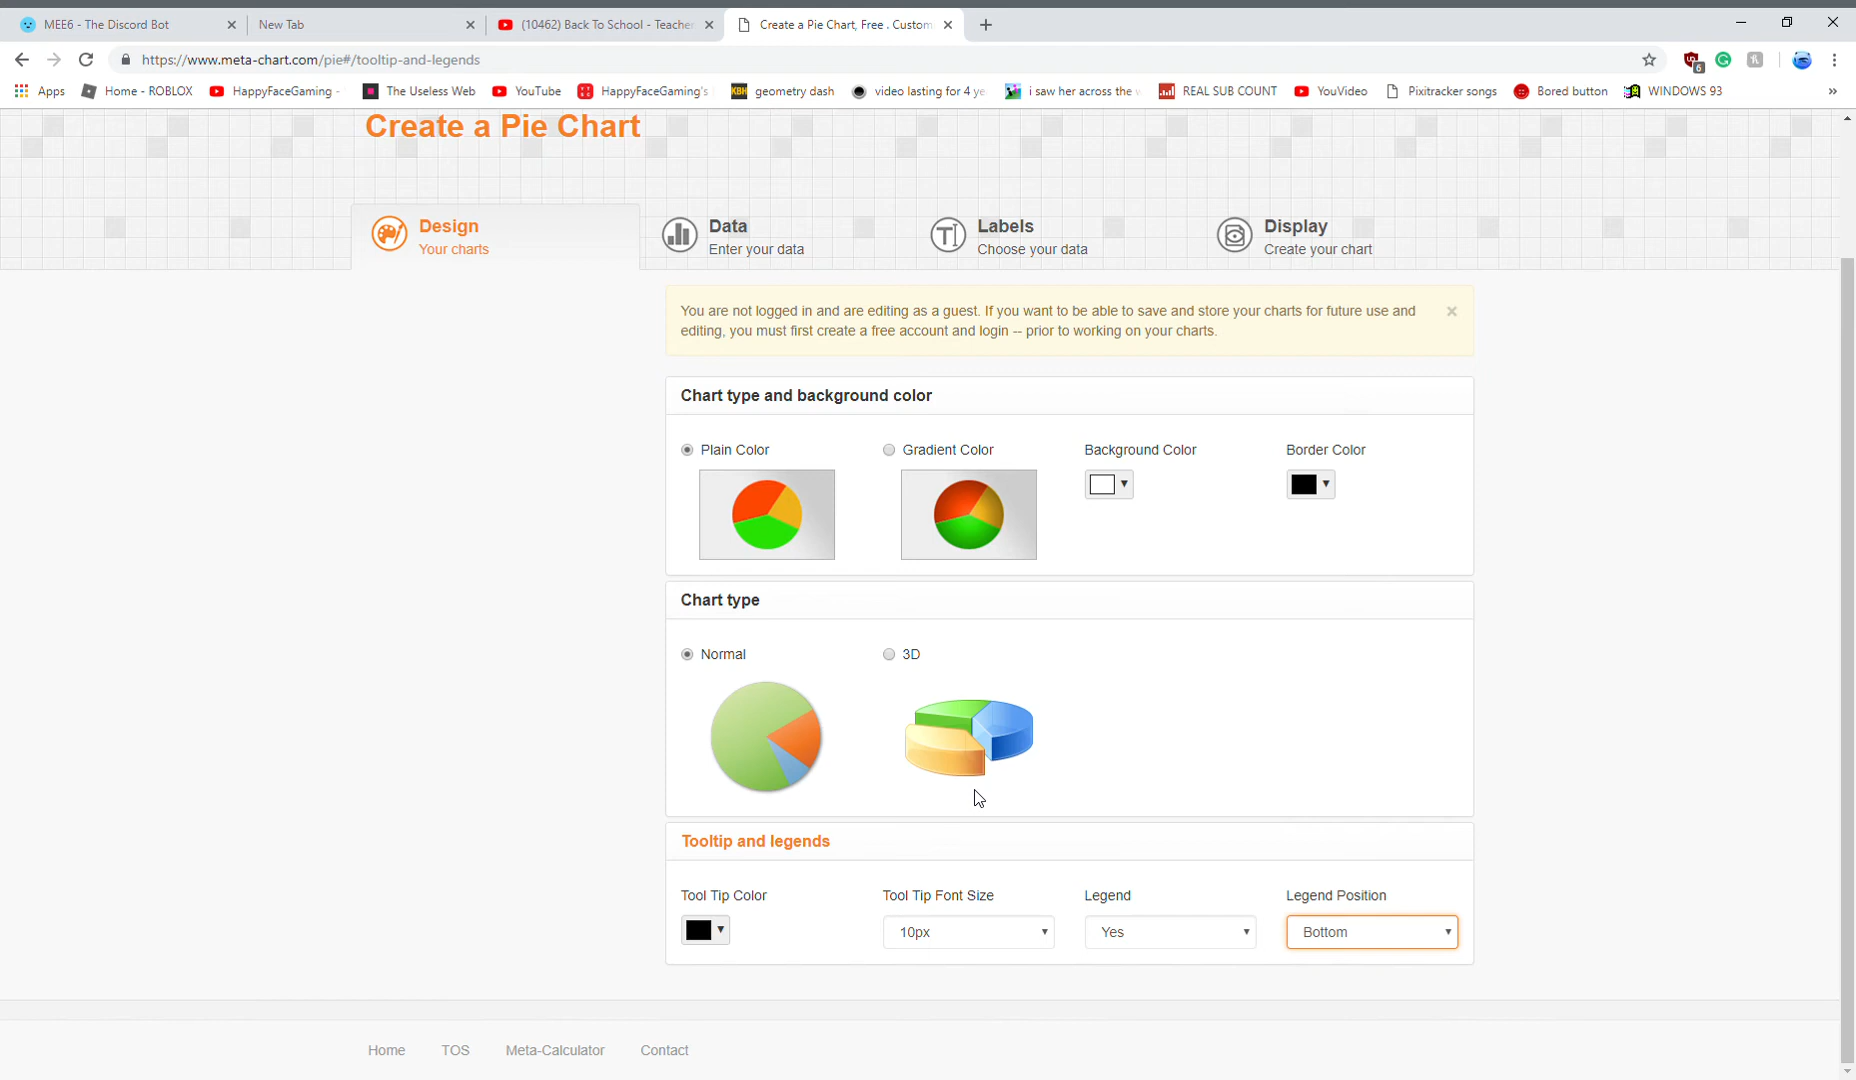 MEE6 - The Discord Bot
New Tab
(10462) Back To School - Teacher
Create a Pie Chart, Free . Custom
https://www.meta-chart.com/pie#/tooltip-and-legends
6
Apps
Home - ROBLOX
HappyFaceGaming -
The Useless Web
YouTube
HappyFaceGaming's
KBH
geometry dash
video lasting for 4 ye
i saw her across the w
REAL SUB COUNT
YouVideo
Pixitracker songs
Bored button
WINDOWS 93
»
Create a Pie Chart
Design
Your charts
Data
Enter your data
Labels
Choose your data
Display
Create your chart
You are not logged in and are editing as a guest. If you want to be able to save and store your charts for future use and
editing, you must first create a free account and login -- prior to working on your charts.
Chart type and background color
Plain Color
Gradient Color
Background Color
Border Color
Chart type
Normal
3D
Tooltip and legends
Tool Tip Color
Tool Tip Font Size
Legend
Legend Position
10px
Yes
Bottom
Home
TOS
Meta-Calculator
Contact